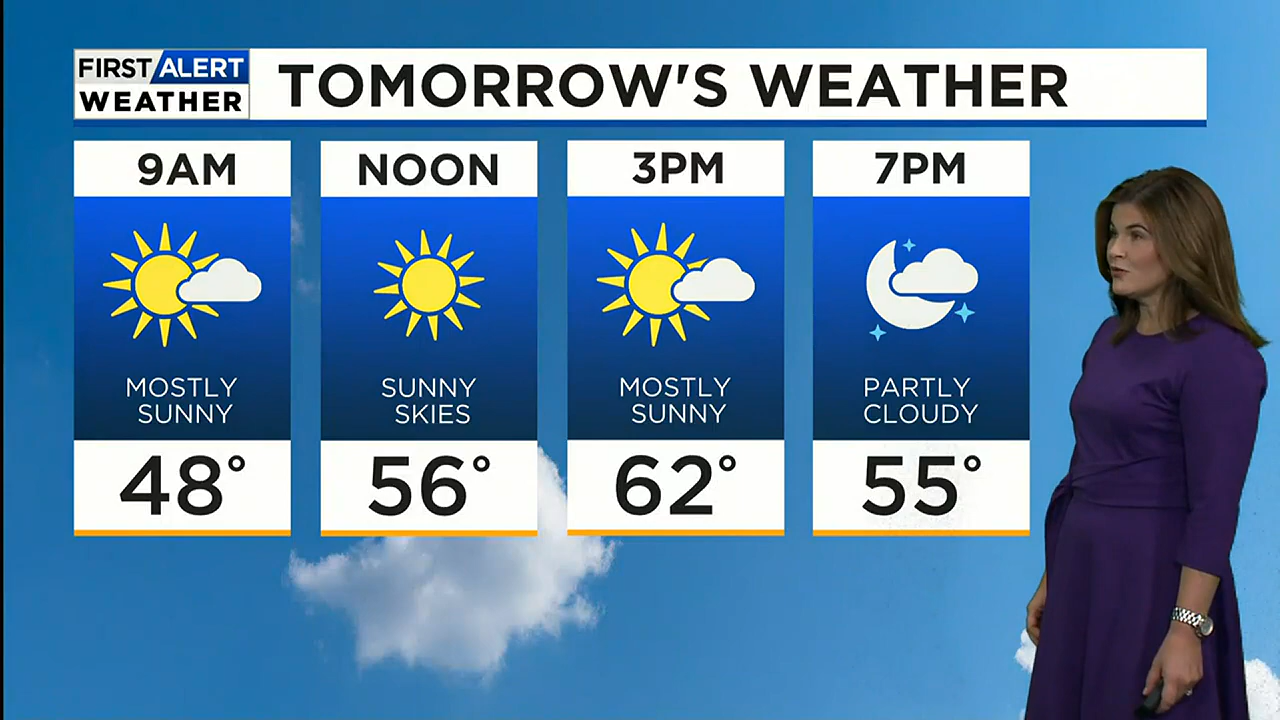 FIRST ALERT
WEATHER
TOMORROW'S WEATHER
9AM
MOSTLY
SUNNY
48°
NOON
SUNNY
SKIES
56°
3PM
MOSTLY
SUNNY
62°
7PM
PARTLY
CLOUDY
55°